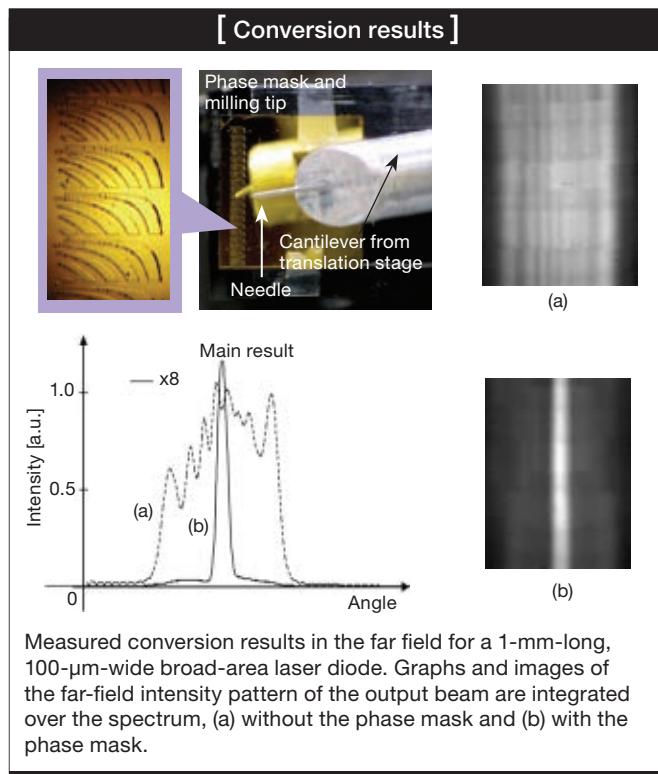 [ Conversion results ]
Phase mask and
milling tip
Cantilever from
translation stage
Needle
(a)
Main result
x8
1.0
0.5
0
Intensity [a.u.]
(a)
(b)
Angle
(b)
Measured conversion results in the far field for a 1-mm-long,
100-µm-wide broad-area laser diode. Graphs and images of
the far-field intensity pattern of the output beam are integrated
over the spectrum, (a) without the phase mask and (b) with the
phase mask.